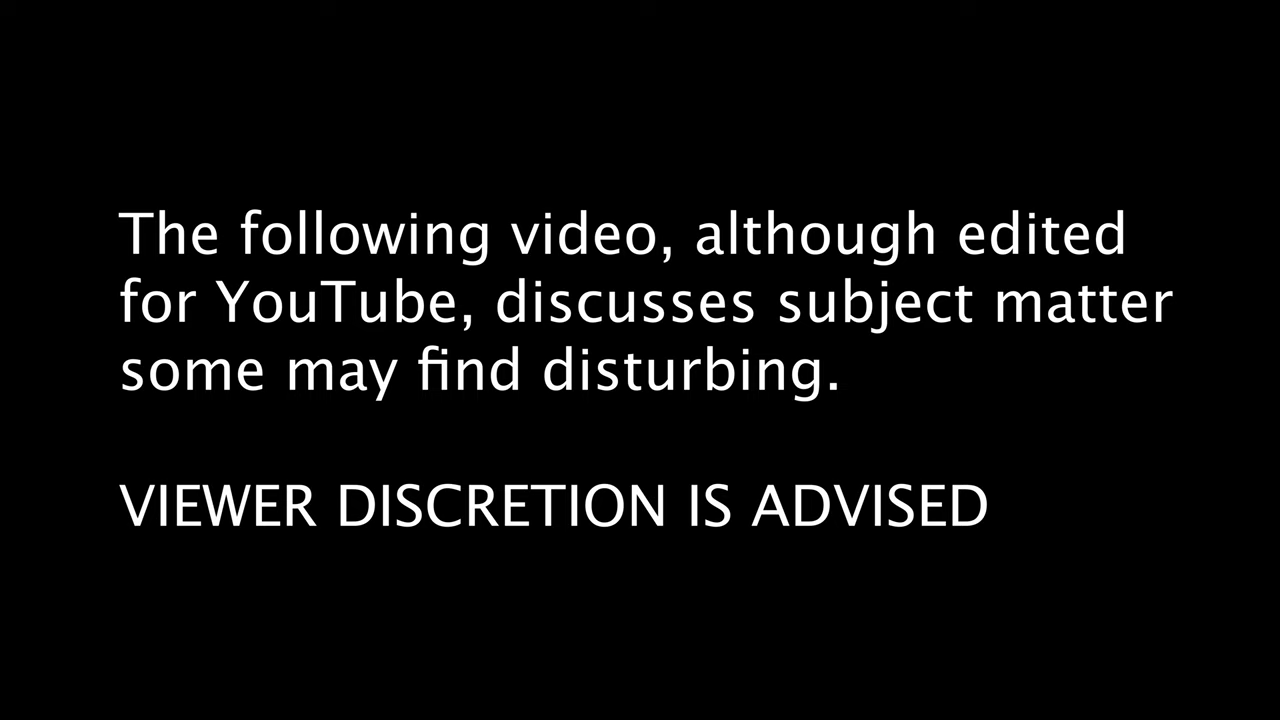 The following video, although edited
for YouTube, discusses subject matter
some may find disturbing.
VIEWER DISCRETION IS ADVISED